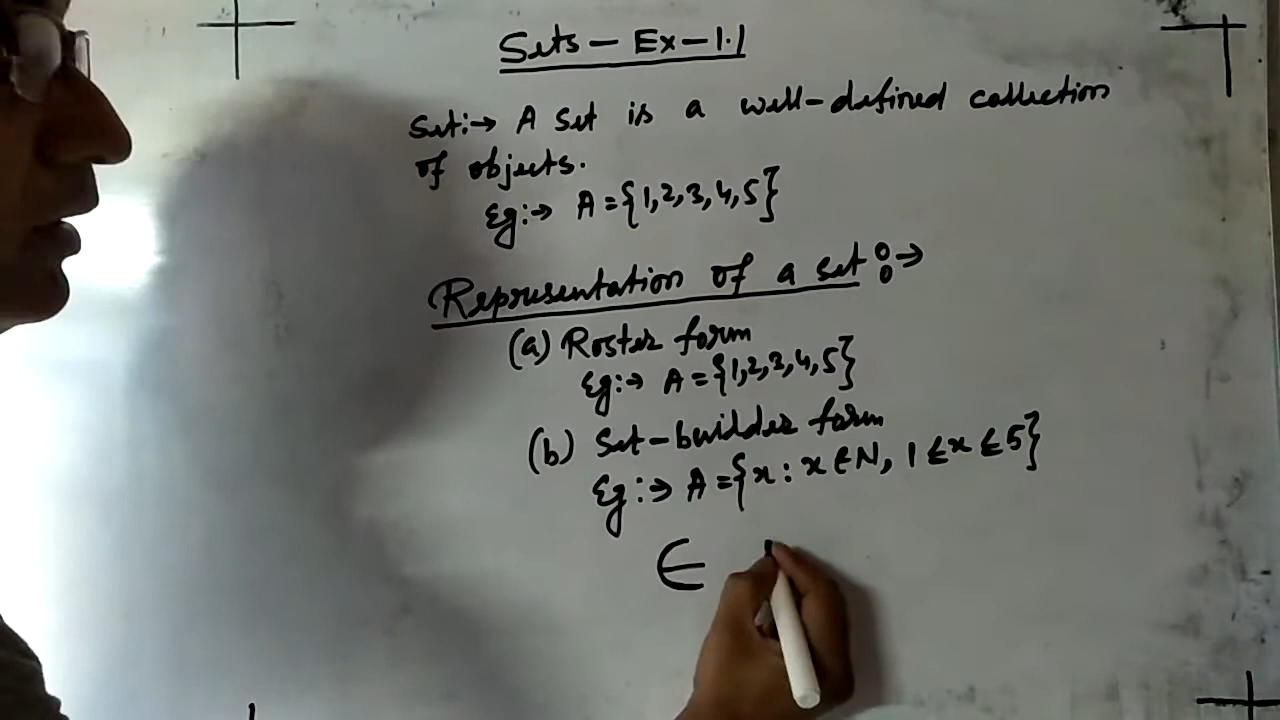 Sets - Ex - 1.1
Set:→ A set is a well-defined collection
of objects.
Eg:→ A = {1,2,3,4,5}
Representation of a set :→
(a) Roster form
Eg:→ A = {1,2,3,4,5}
(b) Set-builder form
Eg:→ A = {x : x ∈ N, 1 ≤ x ≤ 5}
∈